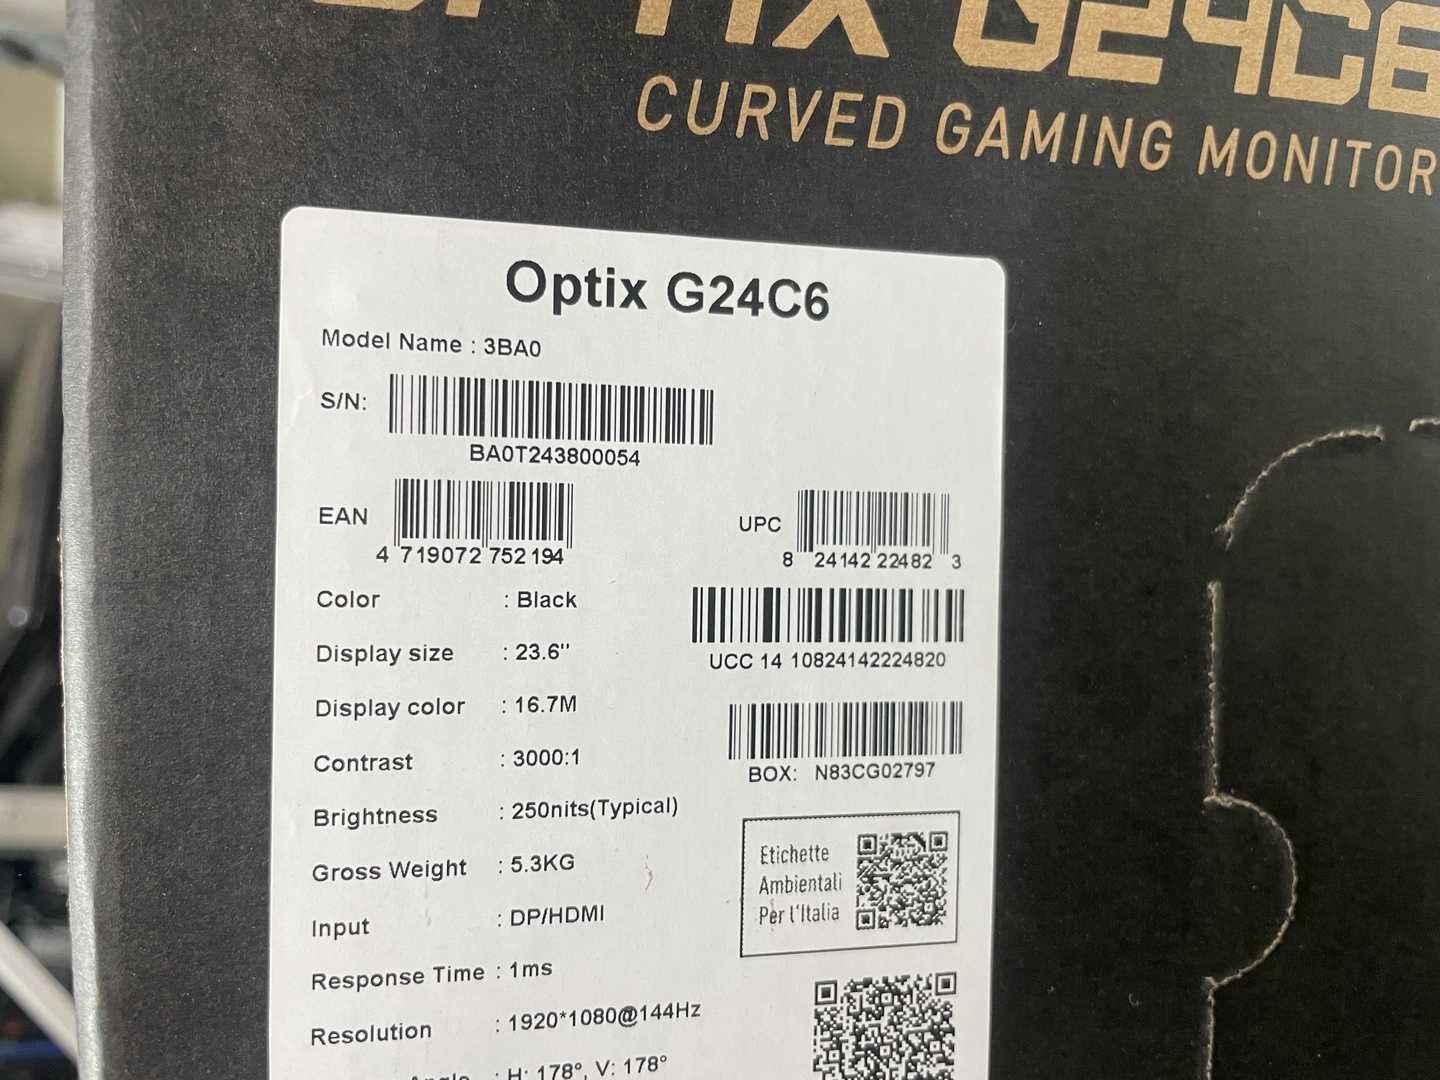 OPTIX G24C6
CURVED GAMING MONITOR
Optix G24C6
Model Name : 3BA0
S/N:
BA0T243800054
EAN
4 719072 752194
UPC
8 24142 22482 3
Color : Black
UCC 14 10824142224820
Display size : 23.6"
Display color : 16.7M
BOX: N83CG02797
Contrast : 3000:1
Brightness : 250nits(Typical)
Etichette
Ambientali
Per l'Italia
Gross Weight : 5.3KG
Input : DP/HDMI
Response Time : 1ms
Resolution : 1920*1080@144Hz
Angle : H: 178°, V: 178°